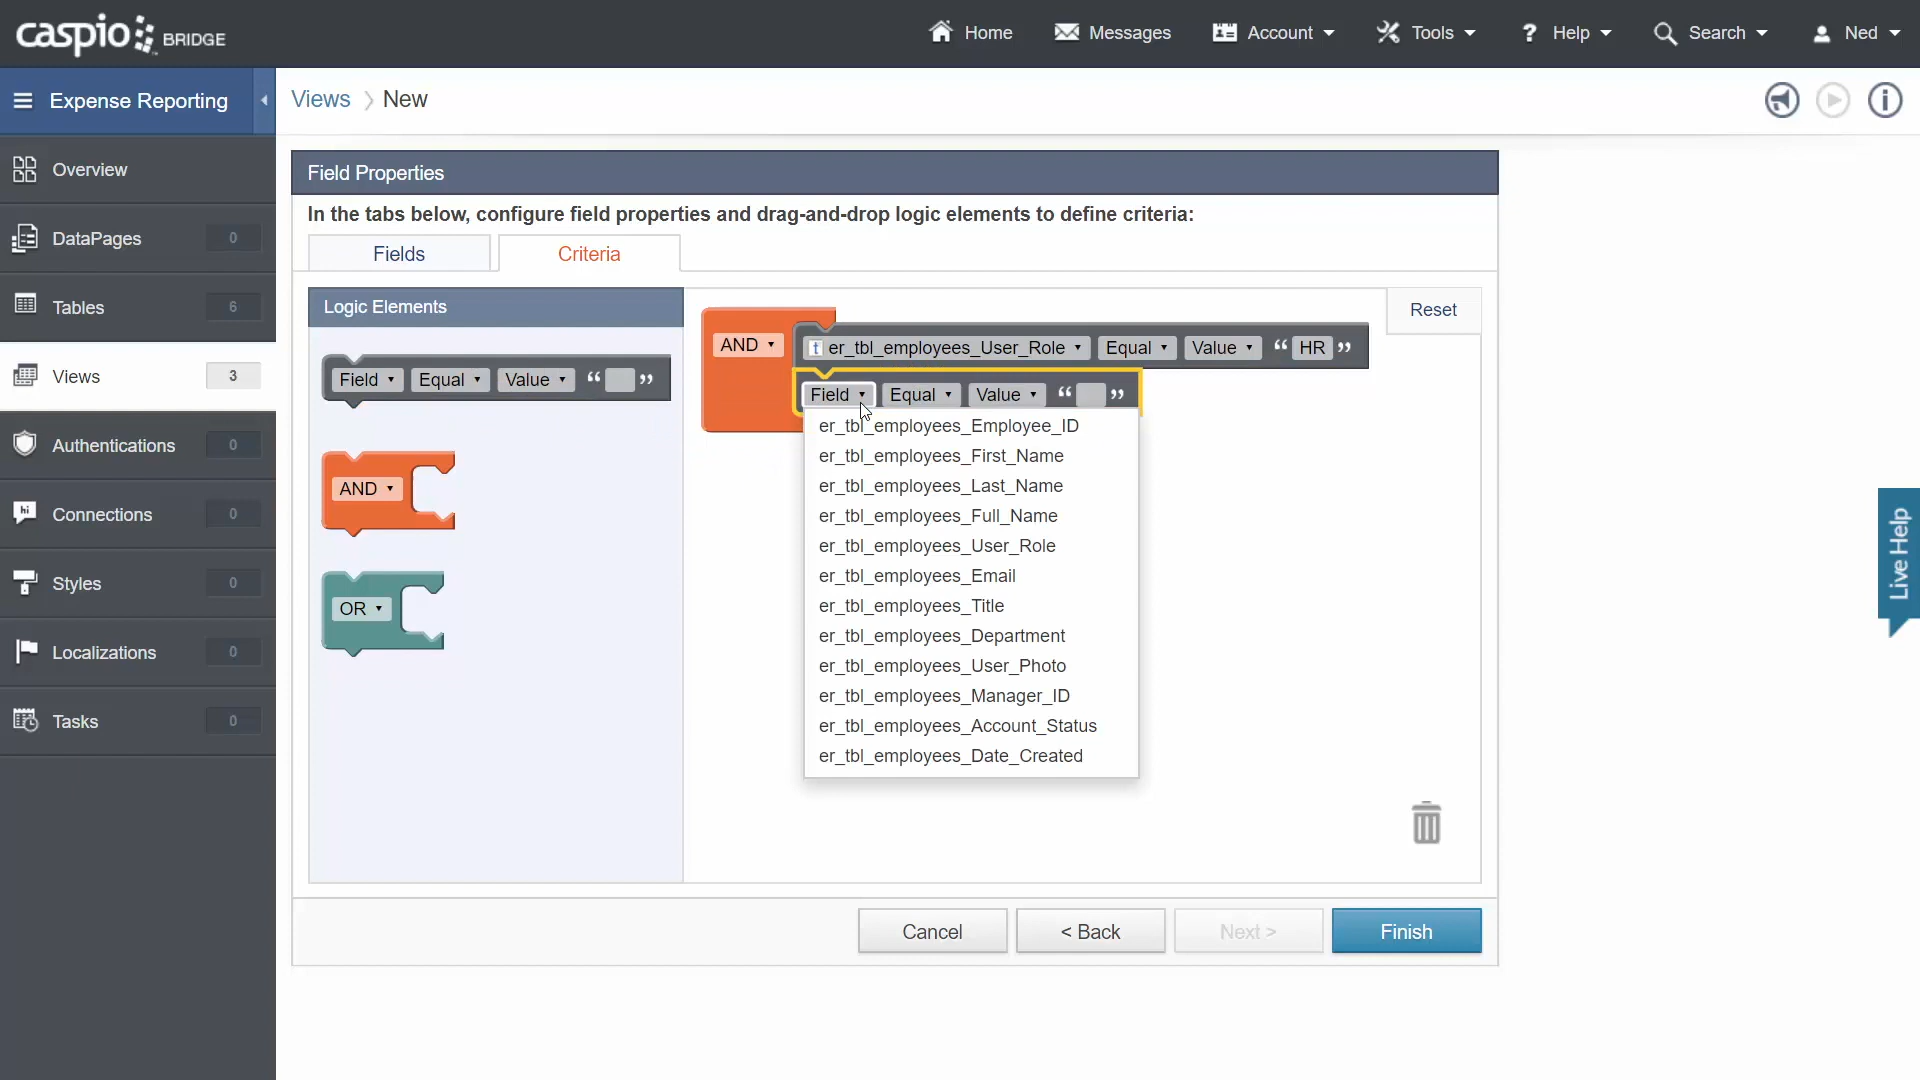 caspio BRIDGE
Home
Messages
Account
Tools
? Help
Search
Ned
Expense Reporting
Views
New
Overview
DataPages 0
Tables 6
Views 3
Authentications 0
hi Connections 0
Styles 0
Localizations 0
Tasks 0
Field Properties
In the tabs below, configure field properties and drag-and-drop logic elements to define criteria:
Fields
Criteria
Logic Elements
Field Equal Value “ ”
AND
OR
Reset
AND
t er_tbl_employees_User_Role Equal Value “ HR ”
Field Equal Value “ ”
er_tbl_employees_Employee_ID
er_tbl_employees_First_Name
er_tbl_employees_Last_Name
er_tbl_employees_Full_Name
er_tbl_employees_User_Role
er_tbl_employees_Email
er_tbl_employees_Title
er_tbl_employees_Department
er_tbl_employees_User_Photo
er_tbl_employees_Manager_ID
er_tbl_employees_Account_Status
er_tbl_employees_Date_Created
Cancel
< Back
Next >
Finish
Live Help